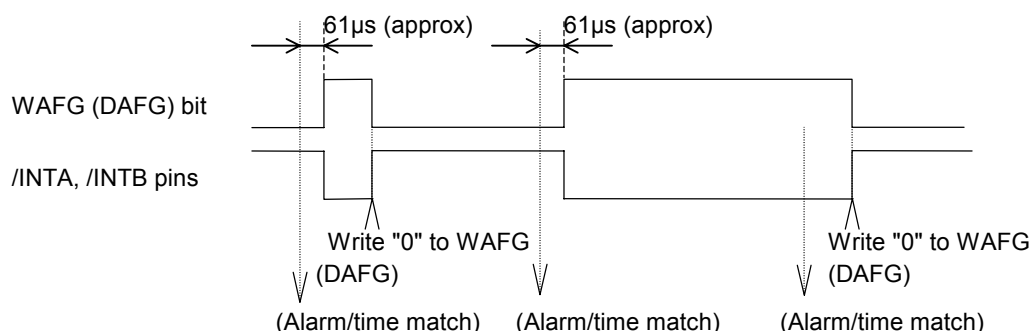 61µs (approx)
61µs (approx)
WAFG (DAFG) bit
/INTA, /INTB pins
Write "0" to WAFG
(DAFG)
Write "0" to WAFG
(DAFG)
(Alarm/time match)
(Alarm/time match)
(Alarm/time match)